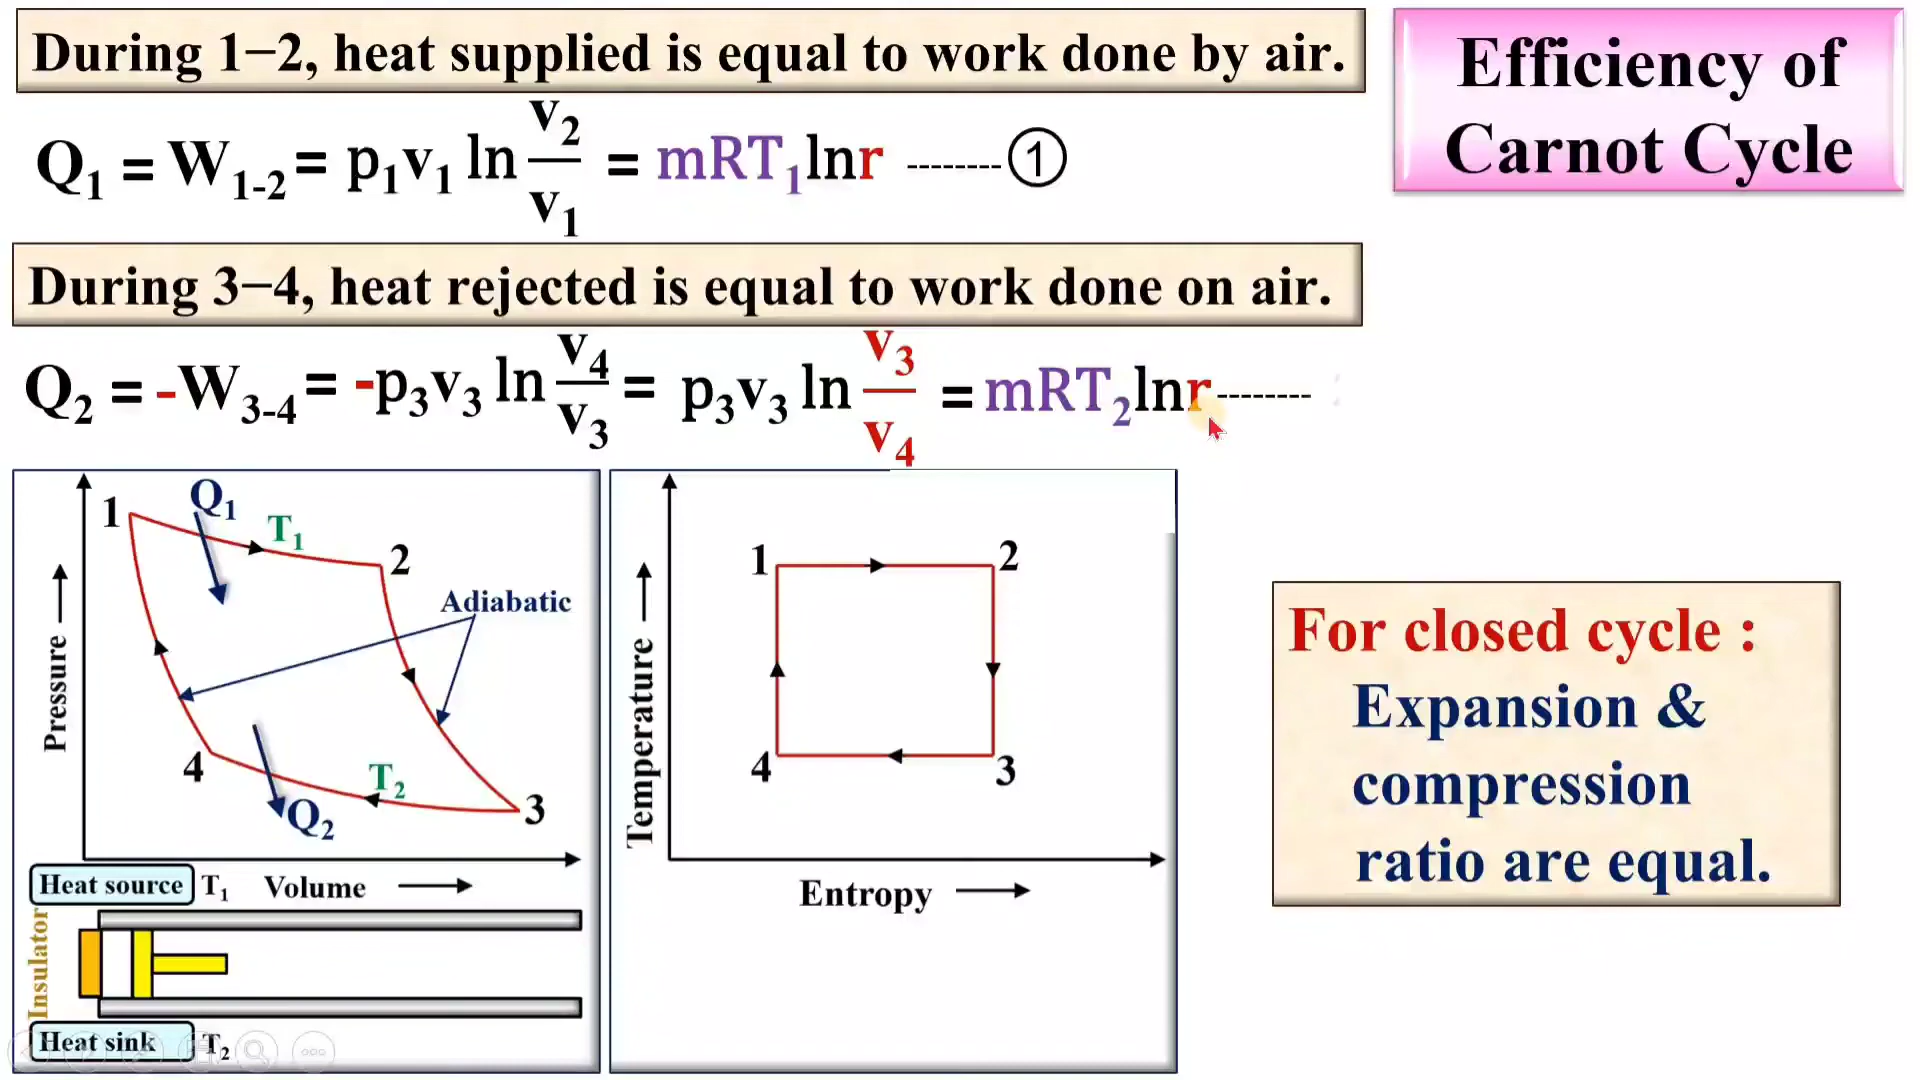 During 1−2, heat supplied is equal to work done by air.
Efficiency of
Carnot Cycle
Q₁ = W₁₋₂ = p₁v₁ ln v₂/v₁ = mRT₁lnr -------- ①
During 3−4, heat rejected is equal to work done on air.
Q₂ = -W₃₋₄ = -p₃v₃ ln v₄/v₃ = p₃v₃ ln v₃/v₄ = mRT₂lnr --------
Pressure
1
Q₁
T₁
2
Adiabatic
4
T₂
Q₂
3
Heat source T₁ Volume
Insulator
Heat sink T₂
Temperature
1
2
4
3
Entropy
For closed cycle :
Expansion &
compression
ratio are equal.